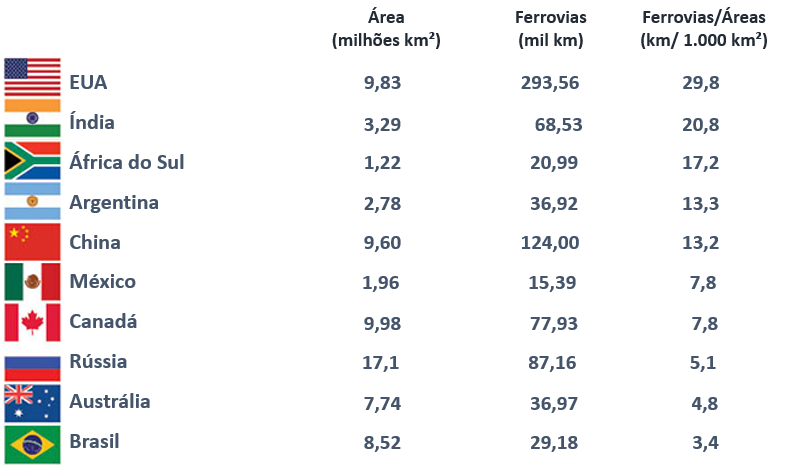 Área Ferrovias Ferrovias/Áreas
(milhões km²) (mil km) (km/ 1.000 km²)
EUA 9,83 293,56 29,8
Índia 3,29 68,53 20,8
África do Sul 1,22 20,99 17,2
Argentina 2,78 36,92 13,3
China 9,60 124,00 13,2
México 1,96 15,39 7,8
Canadá 9,98 77,93 7,8
Rússia 17,1 87,16 5,1
Austrália 7,74 36,97 4,8
Brasil 8,52 29,18 3,4